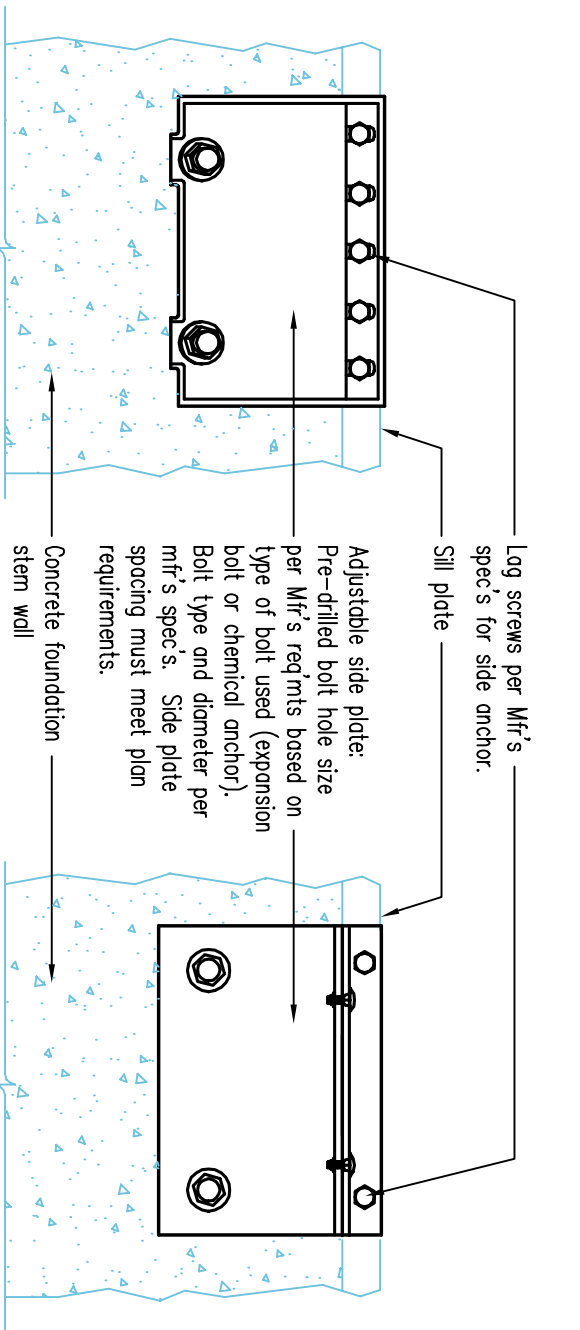 Lag screws per Mfr's
spec's for side anchor.
Sill plate
Adjustable side plate:
Pre-drilled bolt hole size
per Mfr's req'mts based on
type of bolt used (expansion
bolt or chemical anchor).
Bolt type and diameter per
mfr's spec's.  Side plate
spacing must meet plan
requirements.
Concrete foundation
stem wall